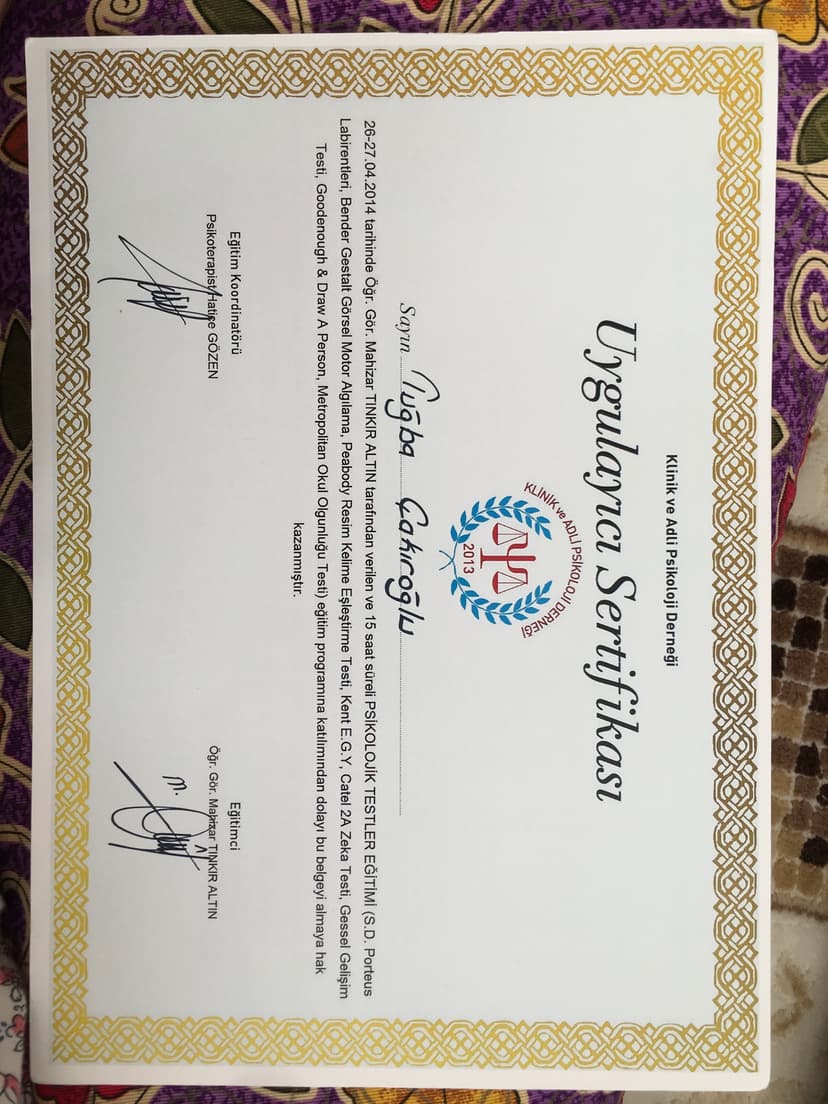 Klinik ve Adli Psikoloji Derneği
Uygulayıcı Sertifikası
KLİNİK ve ADLİ PSİKOLOJİ DERNEĞİ
2013
Sayın Tuğba Çakıroğlu
26-27.04.2014 tarihinde Öğr. Gör. Mahizar TINKIR ALTIN tarafından verilen ve 15 saat süreli PSİKOLOJİK TESTLER EĞİTİMİ (S.D. Porteus
Labirentleri, Bender Gestalt Görsel Motor Algılama, Peabody Resim Kelime Eşleştirme Testi, Kent E.G.Y, Catel 2A Zeka Testi, Gessel Gelişim
Testi, Goodenough & Draw A Person, Metropolitan Okul Olgunluğu Testi) eğitim programına katılımından dolayı bu belgeyi almaya hak
kazanmıştır.
Eğitim Koordinatörü
Psikoterapist Hatice GÖZEN
Eğitimci
Öğr. Gör. Mahizar TINKIR ALTIN